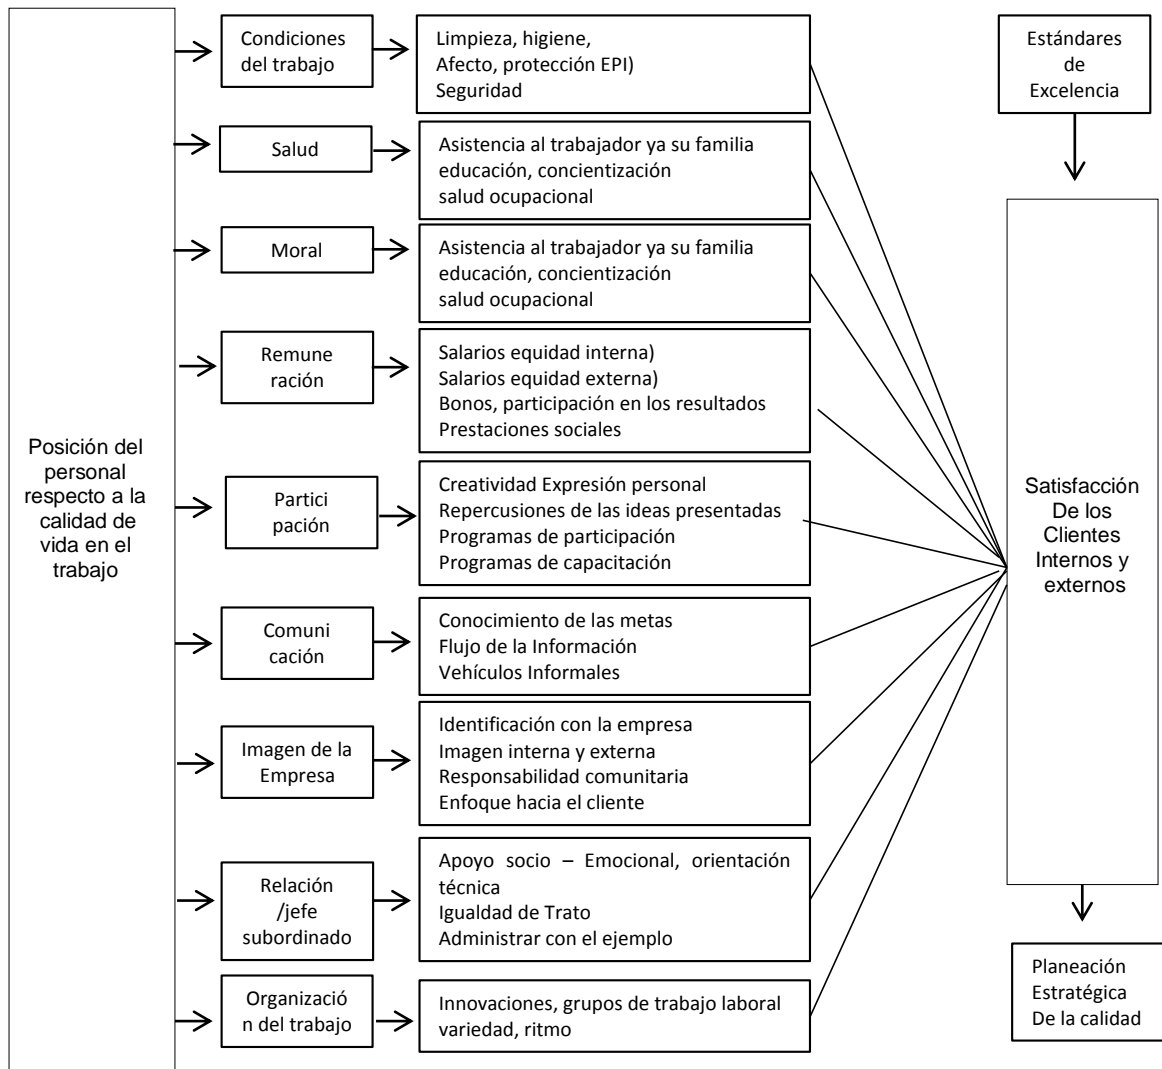 Posición del
personal
respecto a la
calidad de
vida en el
trabajo
Condiciones
del trabajo
Limpieza, higiene,
Afecto, protección EPI)
Seguridad
Salud
Asistencia al trabajador ya su familia
educación, concientización
salud ocupacional
Moral
Asistencia al trabajador ya su familia
educación, concientización
salud ocupacional
Remune
ración
Salarios equidad interna)
Salarios equidad externa)
Bonos, participación en los resultados
Prestaciones sociales
Partici
pación
Creatividad Expresión personal
Repercusiones de las ideas presentadas
Programas de participación
Programas de capacitación
Comuni
cación
Conocimiento de las metas
Flujo de la Información
Vehículos Informales
Imagen de la
Empresa
Identificación con la empresa
Imagen interna y externa
Responsabilidad comunitaria
Enfoque hacia el cliente
Relación
/jefe
subordinado
Apoyo socio – Emocional, orientación
técnica
Igualdad de Trato
Administrar con el ejemplo
Organizació
n del trabajo
Innovaciones, grupos de trabajo laboral
variedad, ritmo
Estándares
de
Excelencia
Satisfacción
De los
Clientes
Internos y
externos
Planeación
Estratégica
De la calidad